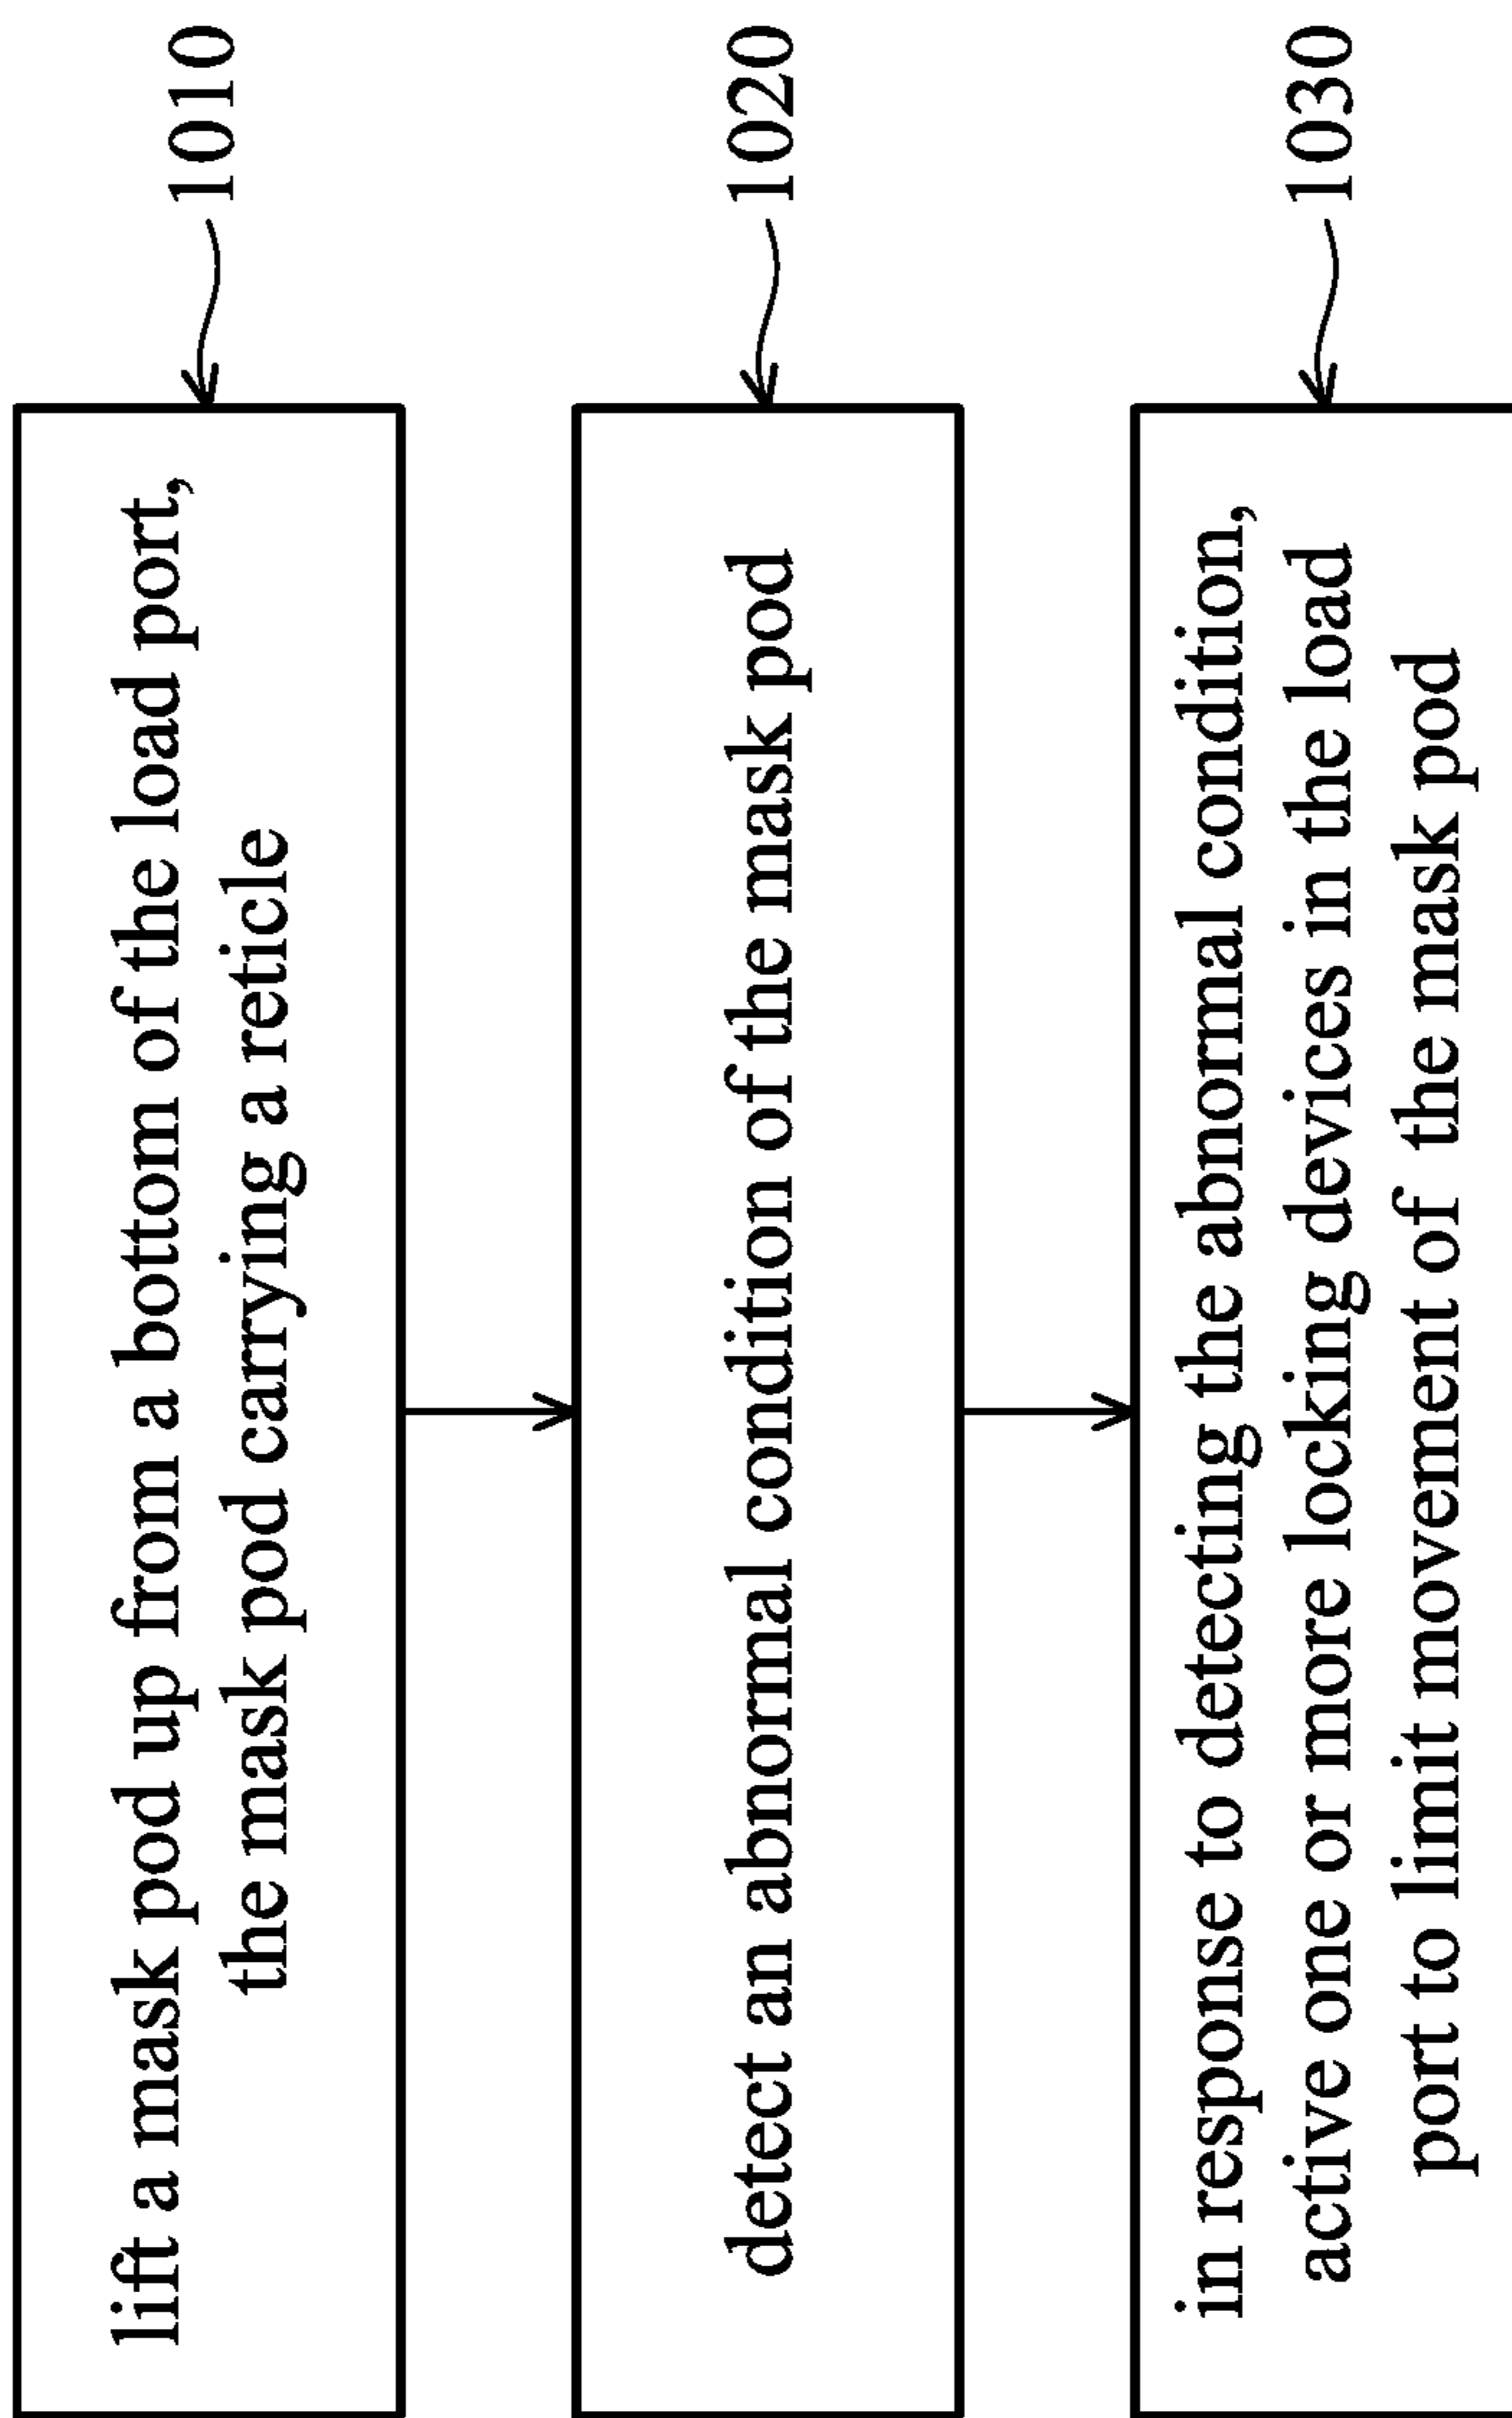 lift a mask pod up from a bottom of the load port,
the mask pod carrying a reticle
1010
detect an abnormal condition of the mask pod
1020
in response to detecting the abnormal condition,
active one or more locking devices in the load
port to limit movement of the mask pod
1030